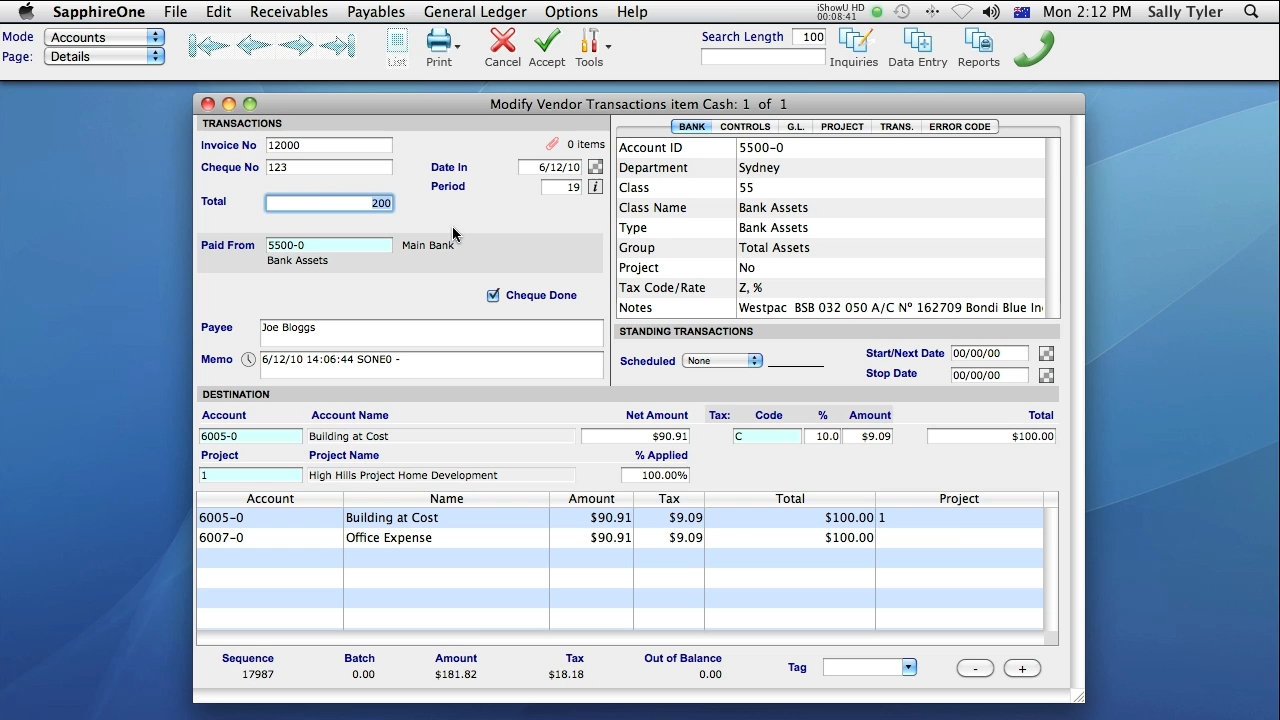 SapphireOne File Edit Receivables Payables General Ledger Options Help iShowU HD 00:08:41 Mon 2:12 PM Sally Tyler
Mode Accounts
Page: Details
List Print Cancel Accept Tools
Search Length 100
Inquiries Data Entry Reports
Modify Vendor Transactions item Cash: 1 of 1
TRANSACTIONS
Invoice No 12000 0 items
Cheque No 123 Date In 6/12/10
Period 19 i
Total 200
Paid From 5500-0 Main Bank
Bank Assets
Cheque Done
Payee Joe Bloggs
Memo 6/12/10 14:06:44 SONE0 -
BANK CONTROLS G.L. PROJECT TRANS. ERROR CODE
Account ID 5500-0
Department Sydney
Class 55
Class Name Bank Assets
Type Bank Assets
Group Total Assets
Project No
Tax Code/Rate Z, %
Notes Westpac BSB 032 050 A/C Nº 162709 Bondi Blue In
STANDING TRANSACTIONS
Scheduled None
Start/Next Date 00/00/00
Stop Date 00/00/00
DESTINATION
Account Account Name Net Amount Tax: Code % Amount Total
6005-0 Building at Cost $90.91 C 10.0 $9.09 $100.00
Project Project Name % Applied
1 High Hills Project Home Development 100.00%
Account Name Amount Tax Total Project
6005-0 Building at Cost $90.91 $9.09 $100.00 1
6007-0 Office Expense $90.91 $9.09 $100.00
Sequence Batch Amount Tax Out of Balance
17987 0.00 $181.82 $18.18 0.00
Tag - +